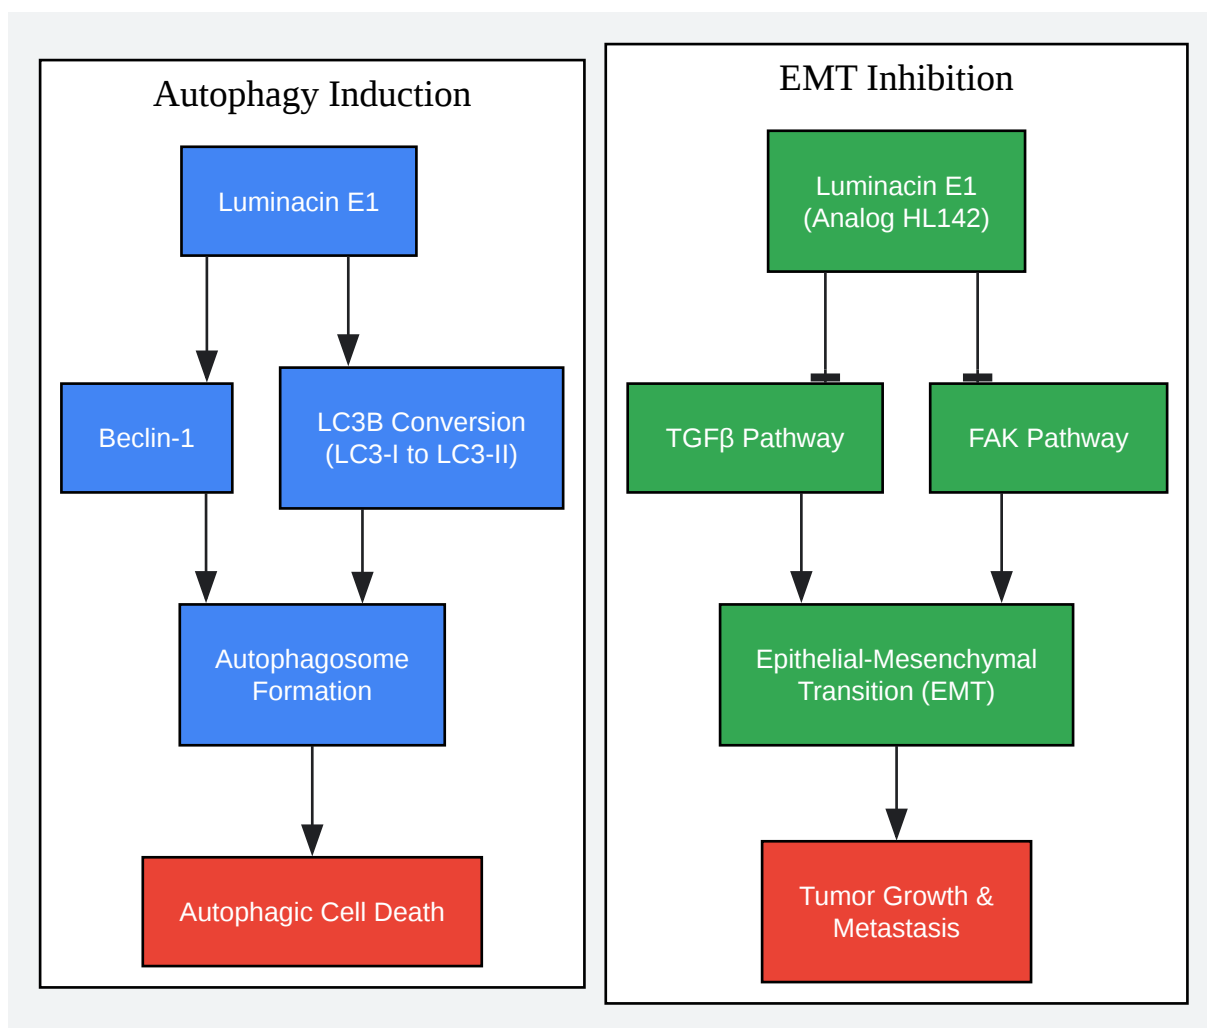 Autophagy Induction
Luminacin E1
Beclin-1
LC3B Conversion
(LC3-I to LC3-II)
Autophagosome
Formation
Autophagic Cell Death
EMT Inhibition
Luminacin E1
(Analog HL142)
TGFβ Pathway
FAK Pathway
Epithelial-Mesenchymal
Transition (EMT)
Tumor Growth &
Metastasis